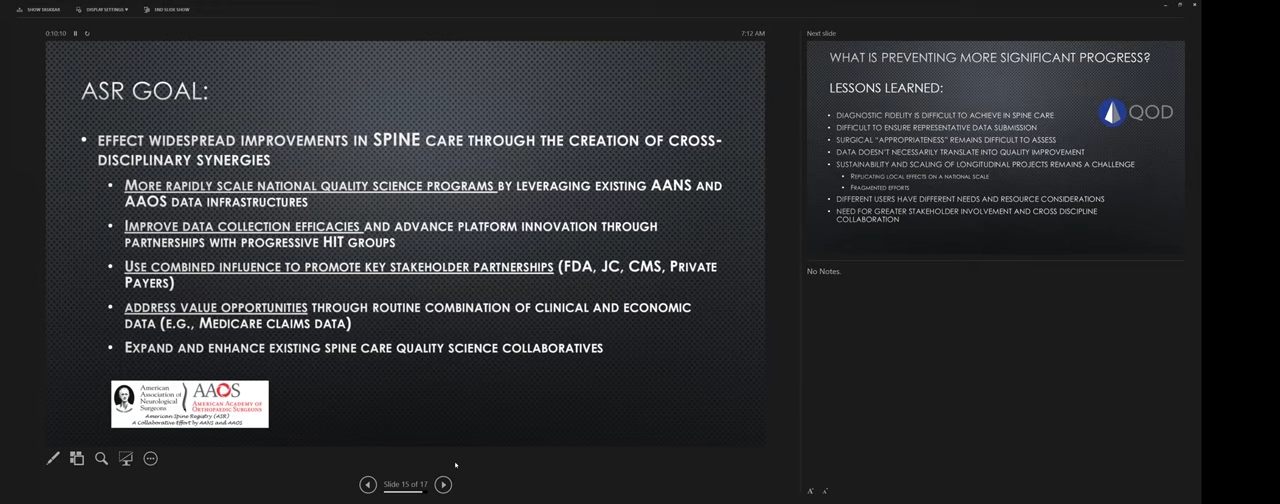 SHOW TASKBAR
DISPLAY SETTINGS
END SLIDE SHOW
0:10:10
7:12 AM
ASR GOAL:
• EFFECT WIDESPREAD IMPROVEMENTS IN SPINE CARE THROUGH THE CREATION OF CROSS-
DISCIPLINARY SYNERGIES
• MORE RAPIDLY SCALE NATIONAL QUALITY SCIENCE PROGRAMS BY LEVERAGING EXISTING AANS AND
AAOS DATA INFRASTRUCTURES
• IMPROVE DATA COLLECTION EFFICACIES AND ADVANCE PLATFORM INNOVATION THROUGH
PARTNERSHIPS WITH PROGRESSIVE HIT GROUPS
• USE COMBINED INFLUENCE TO PROMOTE KEY STAKEHOLDER PARTNERSHIPS (FDA, JC, CMS, PRIVATE
PAYERS)
• ADDRESS VALUE OPPORTUNITIES THROUGH ROUTINE COMBINATION OF CLINICAL AND ECONOMIC
DATA (E.G., MEDICARE CLAIMS DATA)
• EXPAND AND ENHANCE EXISTING SPINE CARE QUALITY SCIENCE COLLABORATIVES
American
Association of
Neurological
Surgeons
AAOS
AMERICAN ACADEMY OF
ORTHOPAEDIC SURGEONS
American Spine Registry (ASR)
A Collaborative Effort by AANS and AAOS
Slide 15 of 17
Next slide
WHAT IS PREVENTING MORE SIGNIFICANT PROGRESS?
LESSONS LEARNED:
QOD
• DIAGNOSTIC FIDELITY IS DIFFICULT TO ACHIEVE IN SPINE CARE
• DIFFICULT TO ENSURE REPRESENTATIVE DATA SUBMISSION
• SURGICAL “APPROPRIATENESS” REMAINS DIFFICULT TO ASSESS
• DATA DOESN'T NECESSARILY TRANSLATE INTO QUALITY IMPROVEMENT
• SUSTAINABILITY AND SCALING OF LONGITUDINAL PROJECTS REMAINS A CHALLENGE
• REPLICATING LOCAL EFFECTS ON A NATIONAL SCALE
• FRAGMENTED EFFORTS
• DIFFERENT USERS HAVE DIFFERENT NEEDS AND RESOURCE CONSIDERATIONS
• NEED FOR GREATER STAKEHOLDER INVOLVEMENT AND CROSS DISCIPLINE
COLLABORATION
No Notes.
A A